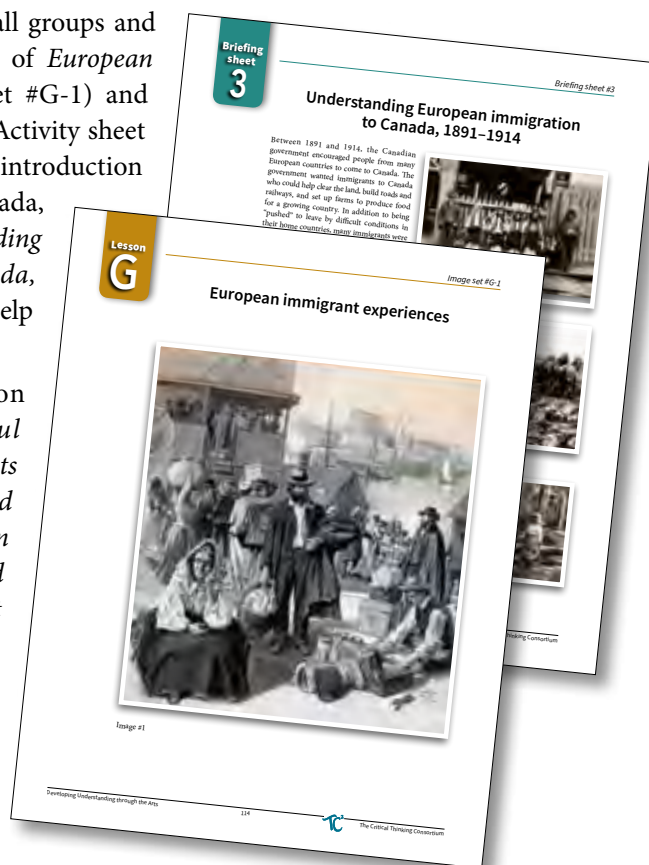 all groups and
of European
et #G-1) and
Activity sheet
introduction
ada,
ding
da,
elp
on
ul
ts
d
n
d
Briefing
sheet
3
Briefing sheet #3
Understanding European immigration
to Canada, 1891–1914
Between 1891 and 1914, the Canadian
government encouraged people from many
European countries to come to Canada. The
government wanted immigrants to Canada
who could help clear the land, build roads and
railways, and set up farms to produce food
for a growing country. In addition to being
"pushed" to leave by difficult conditions in
their home countries, many immigrants were
Thinking Consortium
Lesson
G
Image set #G-1
European immigrant experiences
Image #1
Developing Understanding through the Arts
114
TC²
The Critical Thinking Consortium